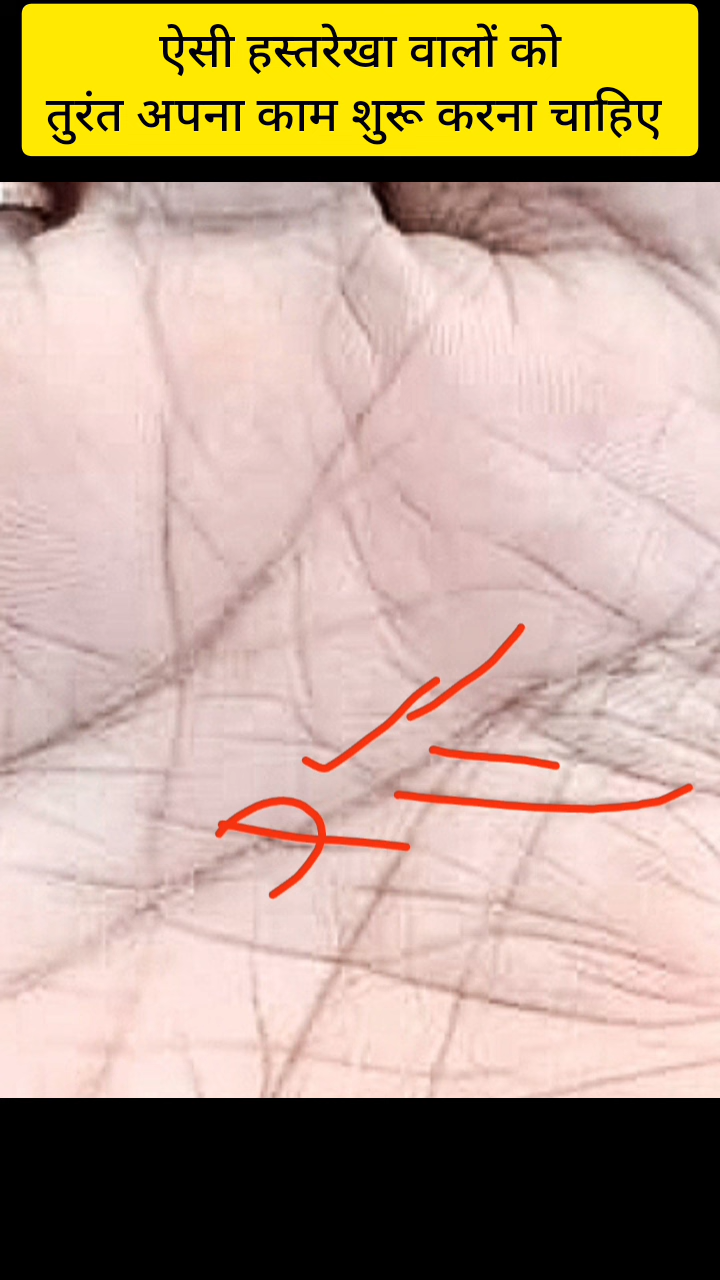 ऐसी हस्तरेखा वालों को
तुरंत अपना काम शुरू करना चाहिए